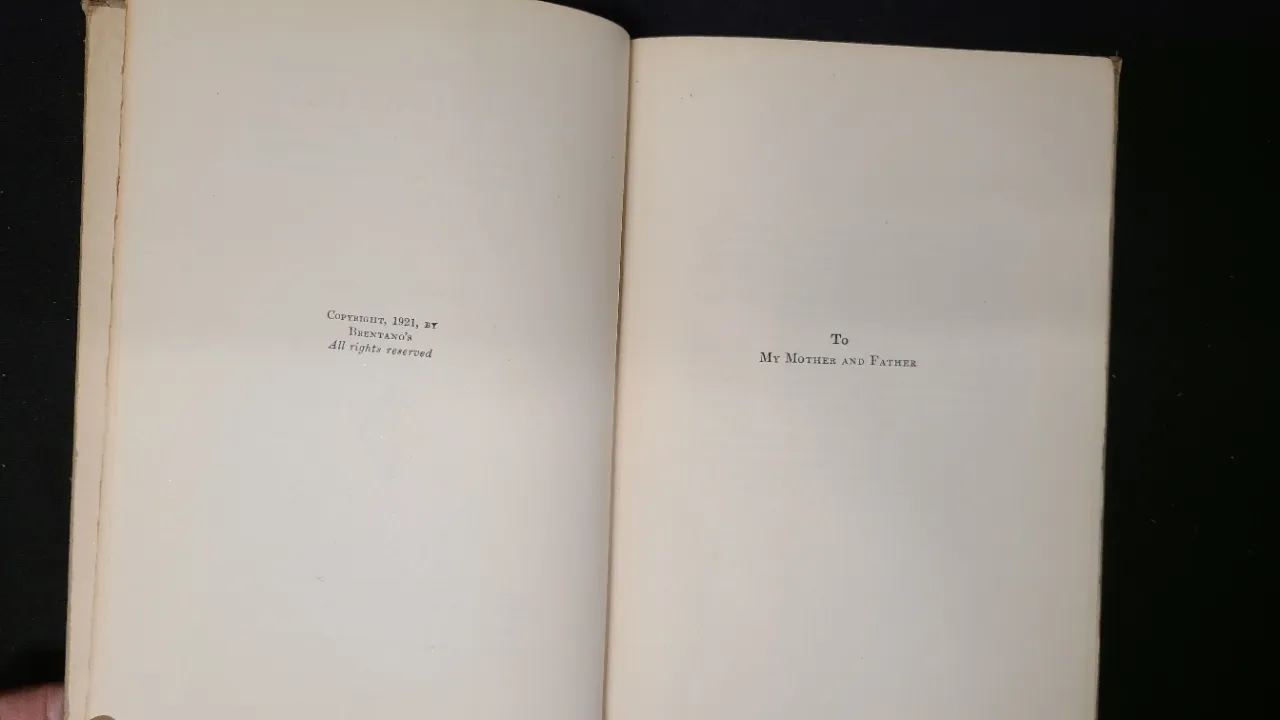 Copyright, 1921, by
Brentano's
All rights reserved
To
My Mother and Father